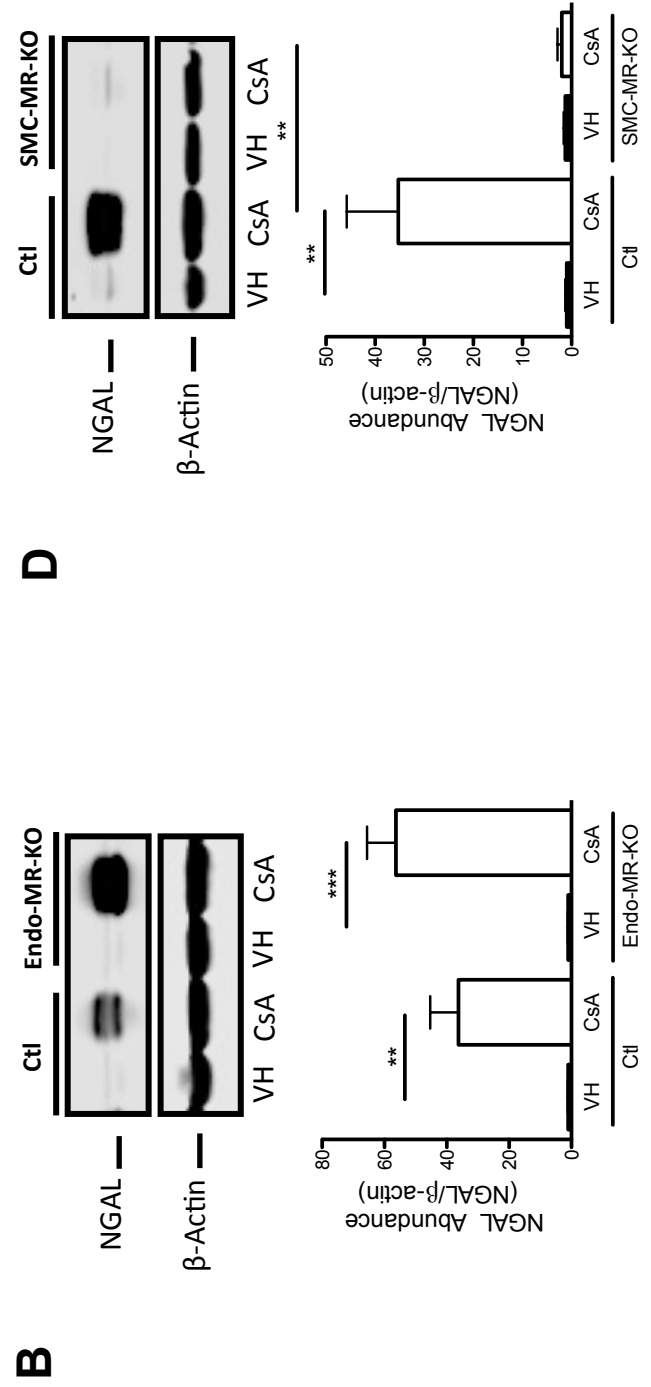 B
Ctl Endo-MR-KO
NGAL
β-Actin
VH CsA VH CsA
NGAL Abundance
(NGAL/β-actin)
80
60
40
20
0
** ***
VH CsA VH CsA
Ctl Endo-MR-KO
D
Ctl SMC-MR-KO
NGAL
β-Actin
VH CsA VH CsA
**
**
NGAL Abundance
(NGAL/β-actin)
50
40
30
20
10
0
VH CsA VH CsA
Ctl SMC-MR-KO